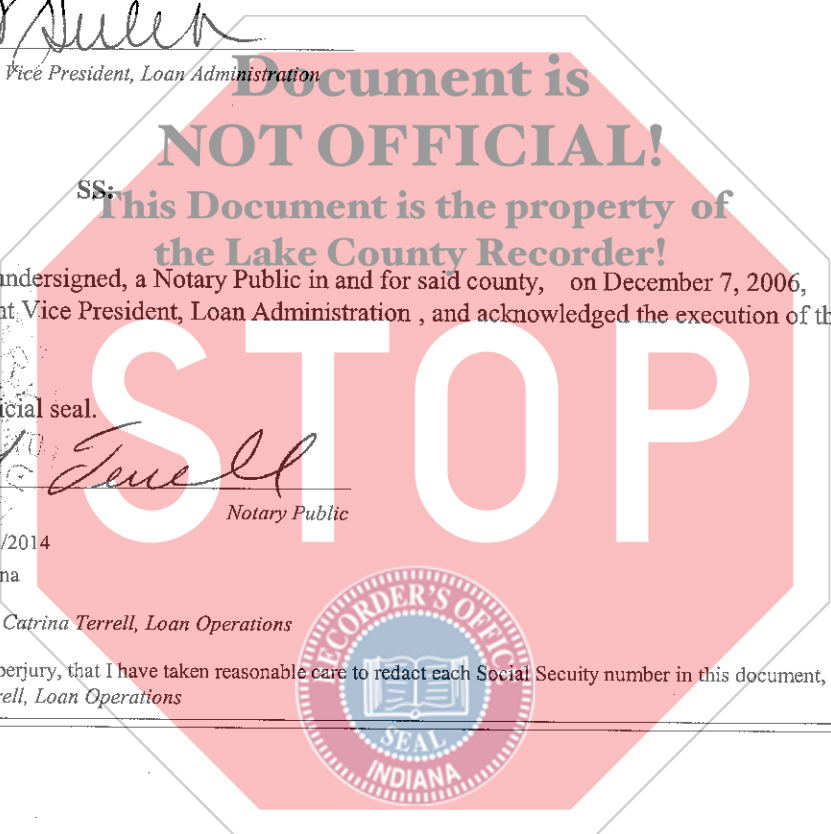 Vice President, Loan Administration
Document is
NOT OFFICIAL!
SS:
This Document is the property of
the Lake County Recorder!
undersigned, a Notary Public in and for said county, on December 7, 2006,
nt Vice President, Loan Administration , and acknowledged the execution of th
STOP
icial seal.
Terrell
Notary Public
/2014
na
Catrina Terrell, Loan Operations
perjury, that I have taken reasonable care to redact each Social Secuity number in this document,
rell, Loan Operations
RECORDER'S OFFICE
SEAL
INDIANA